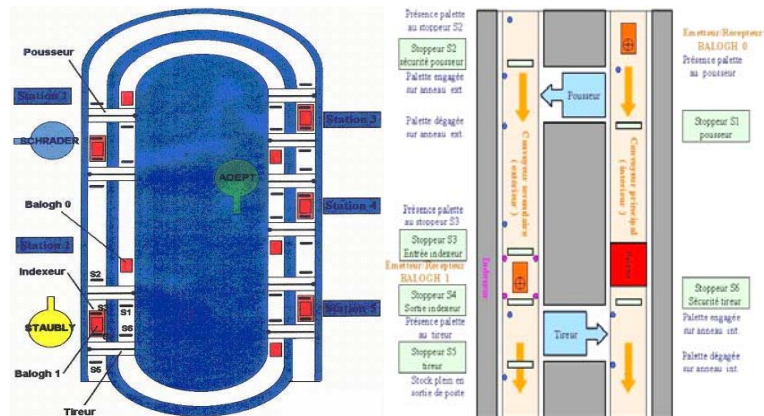 Pousseur
Station 1
SCHRADER
Balogh 0
Station 2
Indexeur
STAUBLY
Balogh 1
Tireur
S2
S1
S6
S6
ADEPT
Station 3
Station 4
Station 5
Présence palette
au stoppeur S2
Stoppeur S2
sécurité pousseur
Palette engagée
sur anneau ext
Palette dégagée
sur anneau ext.
Présence palette
au stoppeur S3
Stoppeur S3
Entrée indexeur
Emetteur/Récepteur
BALOGH 1
Stoppeur S4
Sortie indexeur
Présence palette
au tireur
Stoppeur S5
tireur
Stock plein en
sortie de poste
Indexeur
Convoyeur secondaire
( extérieur )
Pousseur
Tireur
Convoyeur principal
( intérieur )
Emetteur/Récepteur
BALOGH 0
Présence palette
au pousseur
Stoppeur S1
pousseur
Stoppeur S6
Sécurité tireur
Palette engagée
sur anneau int.
Palette dégagée
sur anneau int.